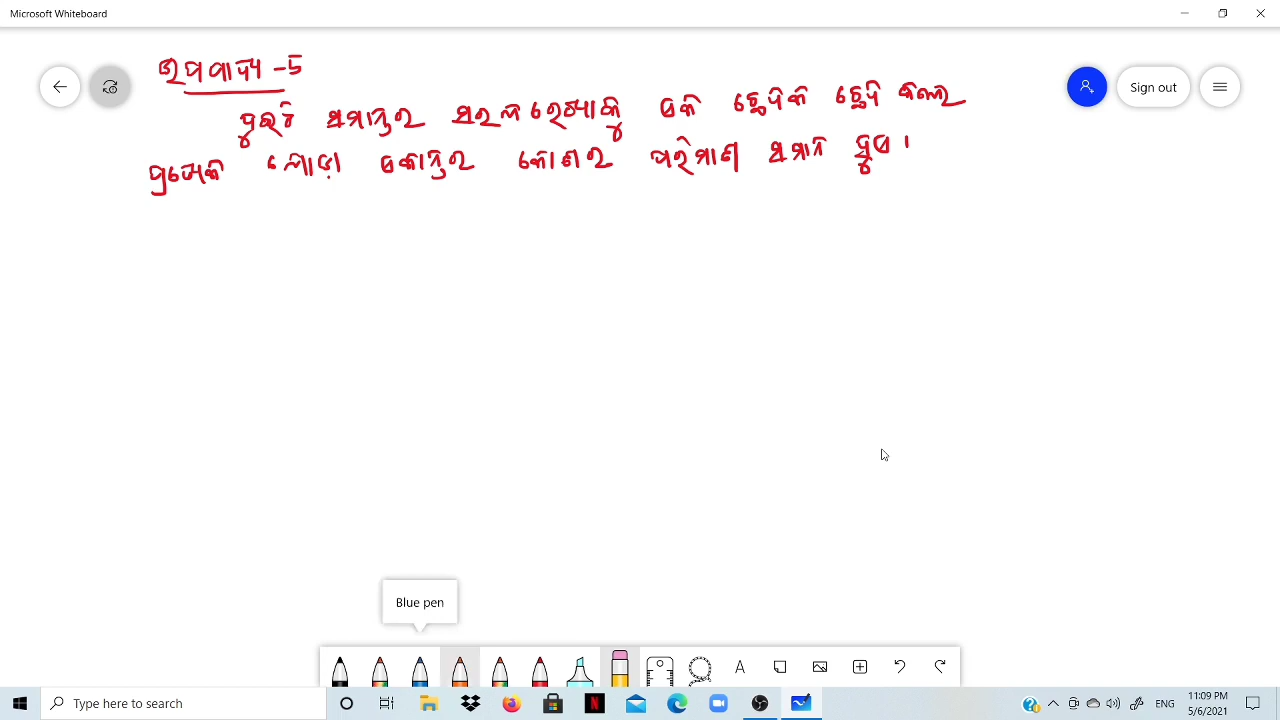 Microsoft Whiteboard
Sign out
ଉପପାଦ୍ୟ -5
ଦୁଇଟି ସମାନ୍ତର ସରଳରେଖାକୁ ଏକ ଛେଦକ ଛେଦ କଲେ
ପ୍ରତ୍ୟେକ ଯୋଡ଼ା ଏକାନ୍ତର କୋଣର ପରିମାଣ ସମାନ ହୁଏ ।
Blue pen
A
Type here to search
ENG
11:09 PM
5/6/2021